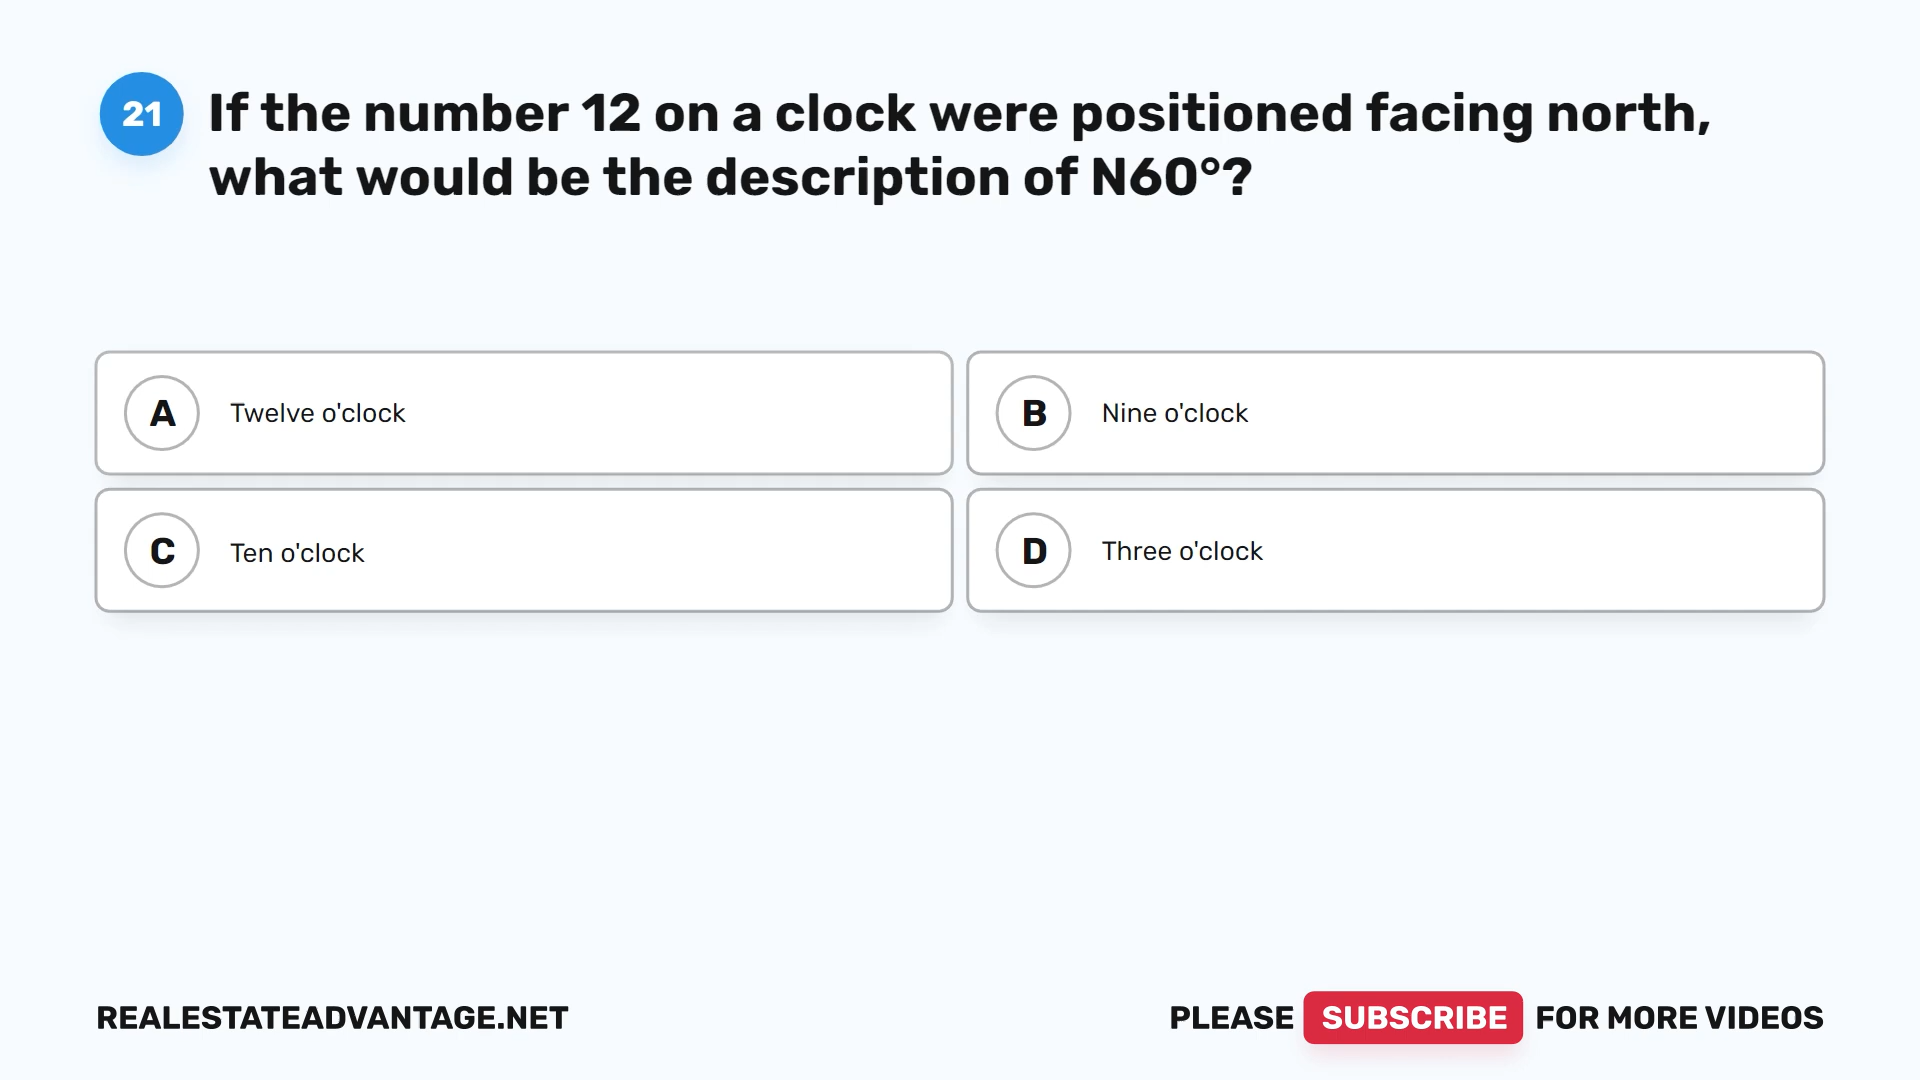 21
If the number 12 on a clock were positioned facing north,
what would be the description of N60°?
A Twelve o'clock
B Nine o'clock
C Ten o'clock
D Three o'clock
REALESTATEADVANTAGE.NET
PLEASE SUBSCRIBE FOR MORE VIDEOS